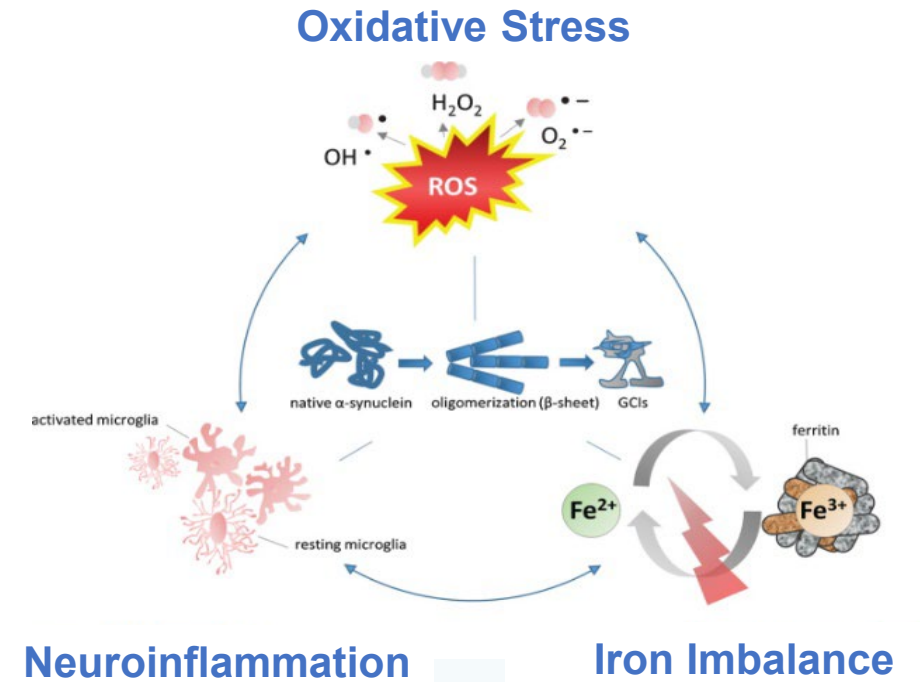 Oxidative Stress
H₂O₂
OH •
• –
O₂ •–
ROS
native α-synuclein oligomerization (β-sheet) GCIs
activated microglia
ferritin
Fe²⁺
Fe³⁺
resting microglia
Neuroinflammation
Iron Imbalance